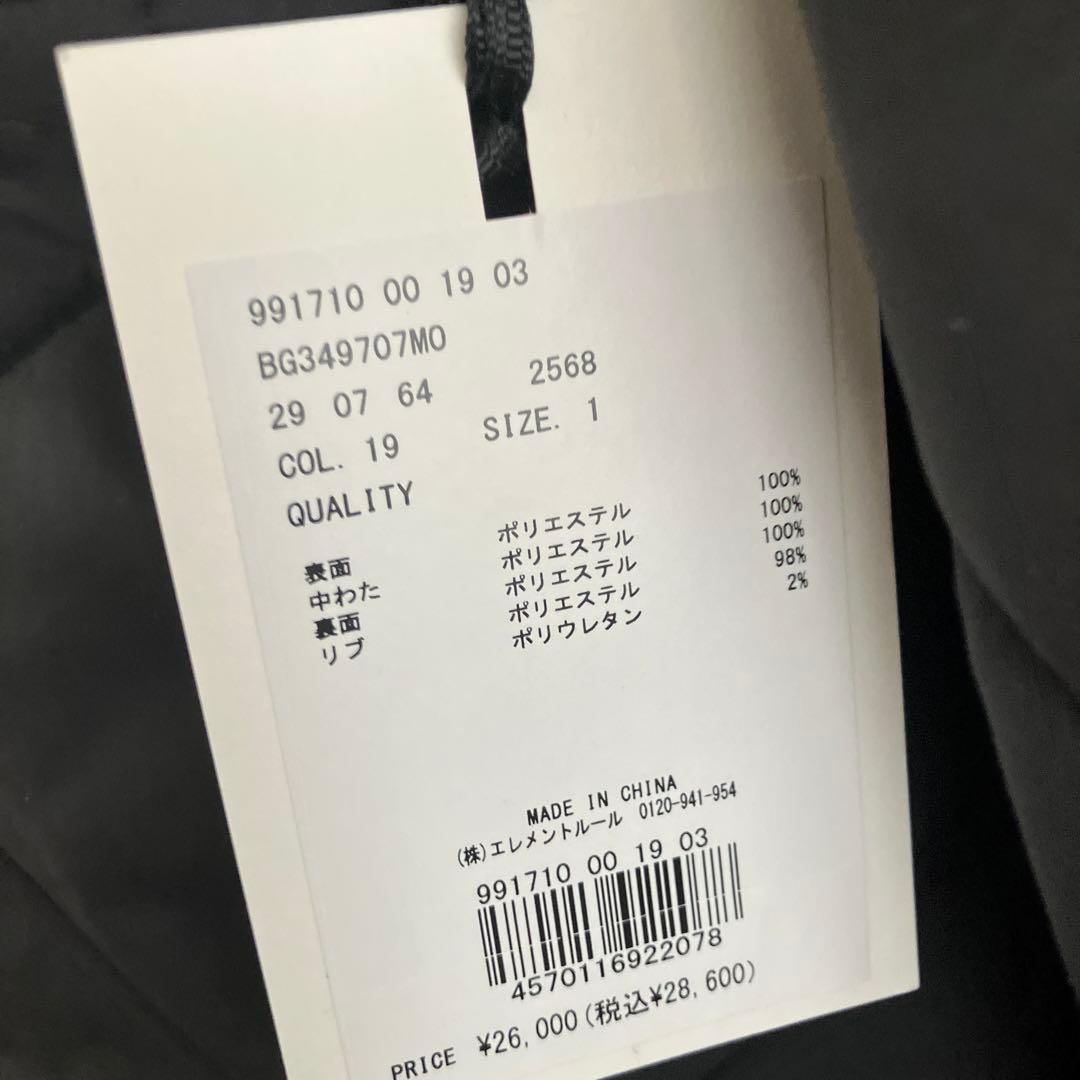 991710 00 19 03
BG349707MO
29 07 64 2568
COL. 19 SIZE. 1
QUALITY
表面 ポリエステル 100%
中わた ポリエステル 100%
裏面 ポリエステル 100%
リブ ポリエステル 98%
ポリウレタン 2%
MADE IN CHINA
(株)エレメントルール 0120-941-954
991710 00 19 03
4570116922078
PRICE ¥26,000(税込¥28,600)